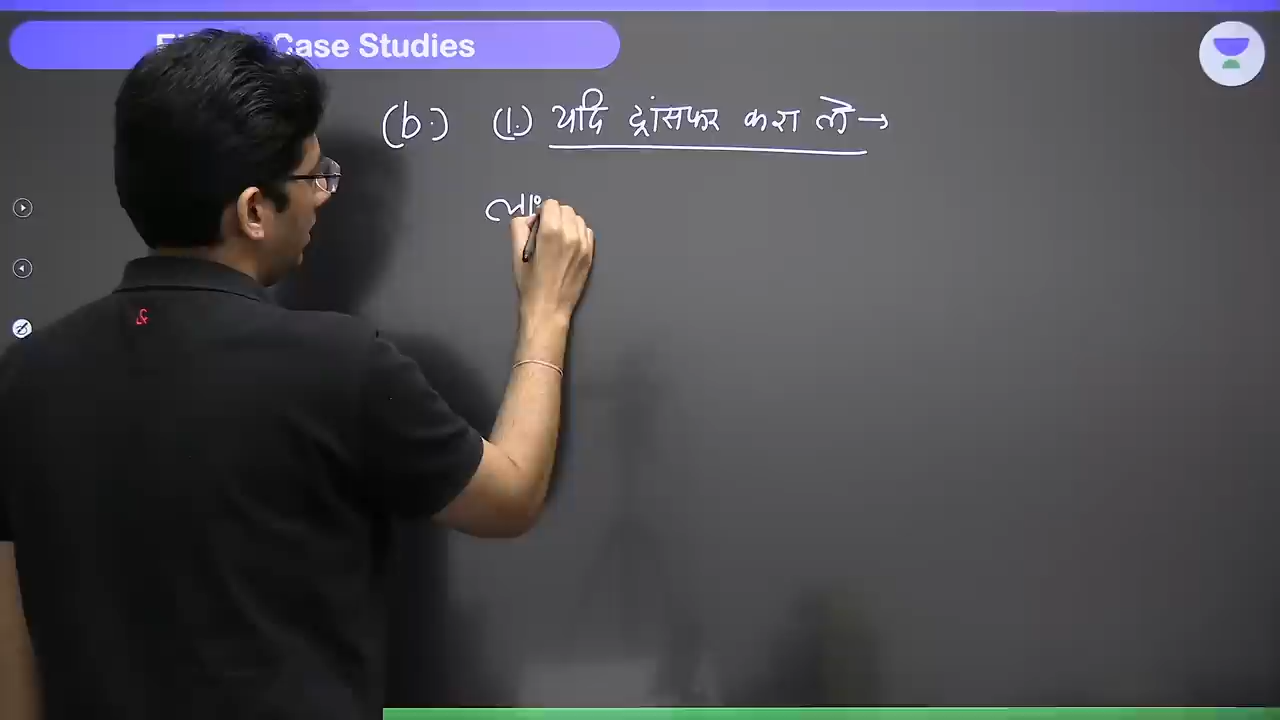 Case Studies
(b.) (1.) यदि ट्रांसफर करा लें →